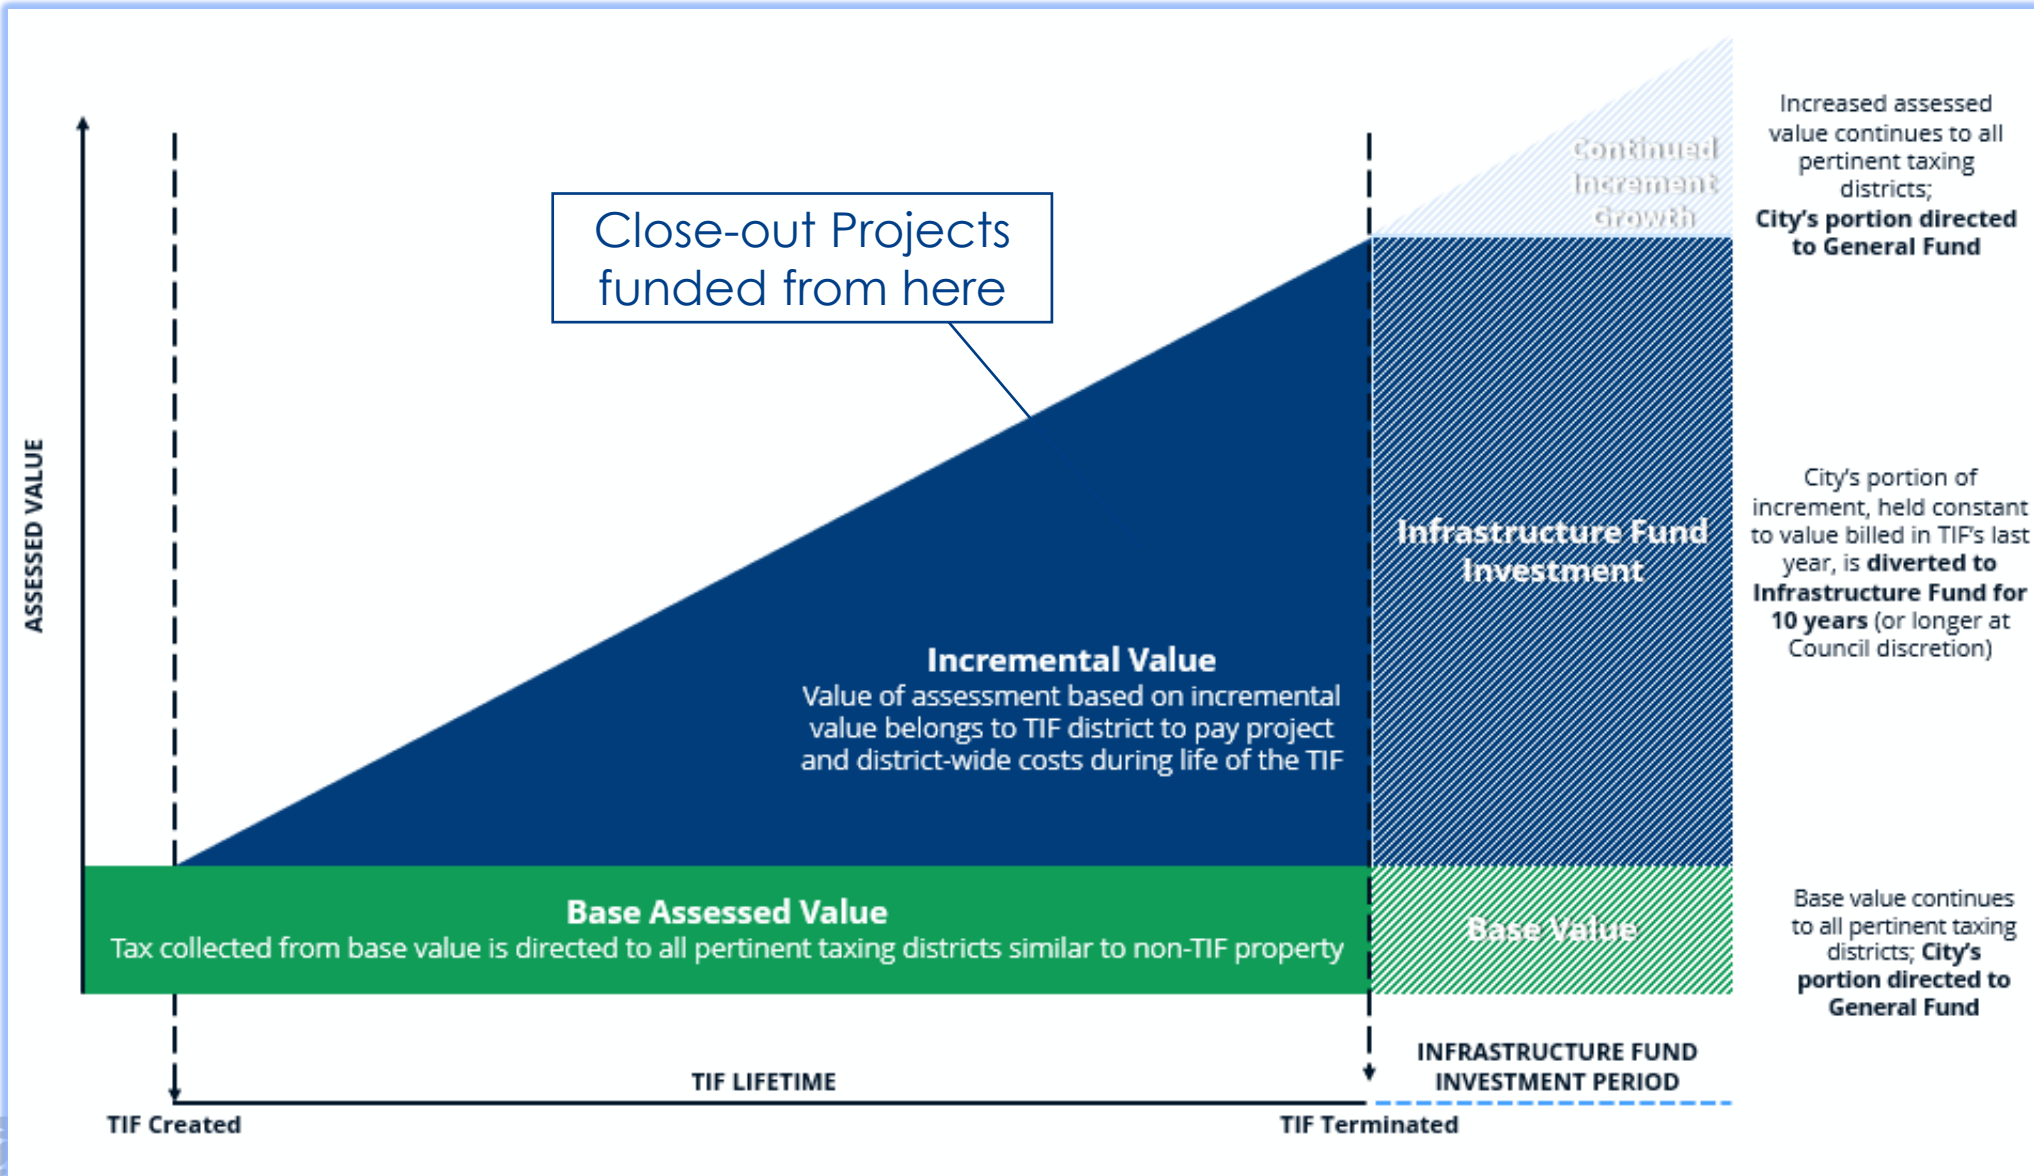 Continued
Increment
Growth
Increased assessed
value continues to all
pertinent taxing
districts;
City's portion directed
to General Fund
Close-out Projects
funded from here
ASSESSED VALUE
Infrastructure Fund
Investment
City's portion of
increment, held constant
to value billed in TIF's last
year, is diverted to
Infrastructure Fund for
10 years (or longer at
Council discretion)
Incremental Value
Value of assessment based on incremental
value belongs to TIF district to pay project
and district-wide costs during life of the TIF
Base Assessed Value
Tax collected from base value is directed to all pertinent taxing districts similar to non-TIF property
Base Value
Base value continues
to all pertinent taxing
districts; City's
portion directed to
General Fund
TIF LIFETIME
INFRASTRUCTURE FUND
INVESTMENT PERIOD
TIF Created
TIF Terminated